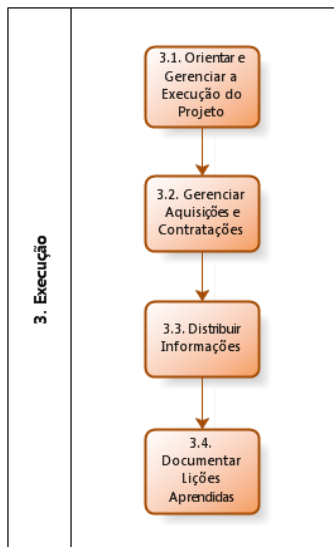 3. Execução
3.1. Orientar e
Gerenciar a
Execução do
Projeto
3.2. Gerenciar
Aquisições e
Contratações
3.3. Distribuir
Informações
3.4.
Documentar
Lições
Aprendidas